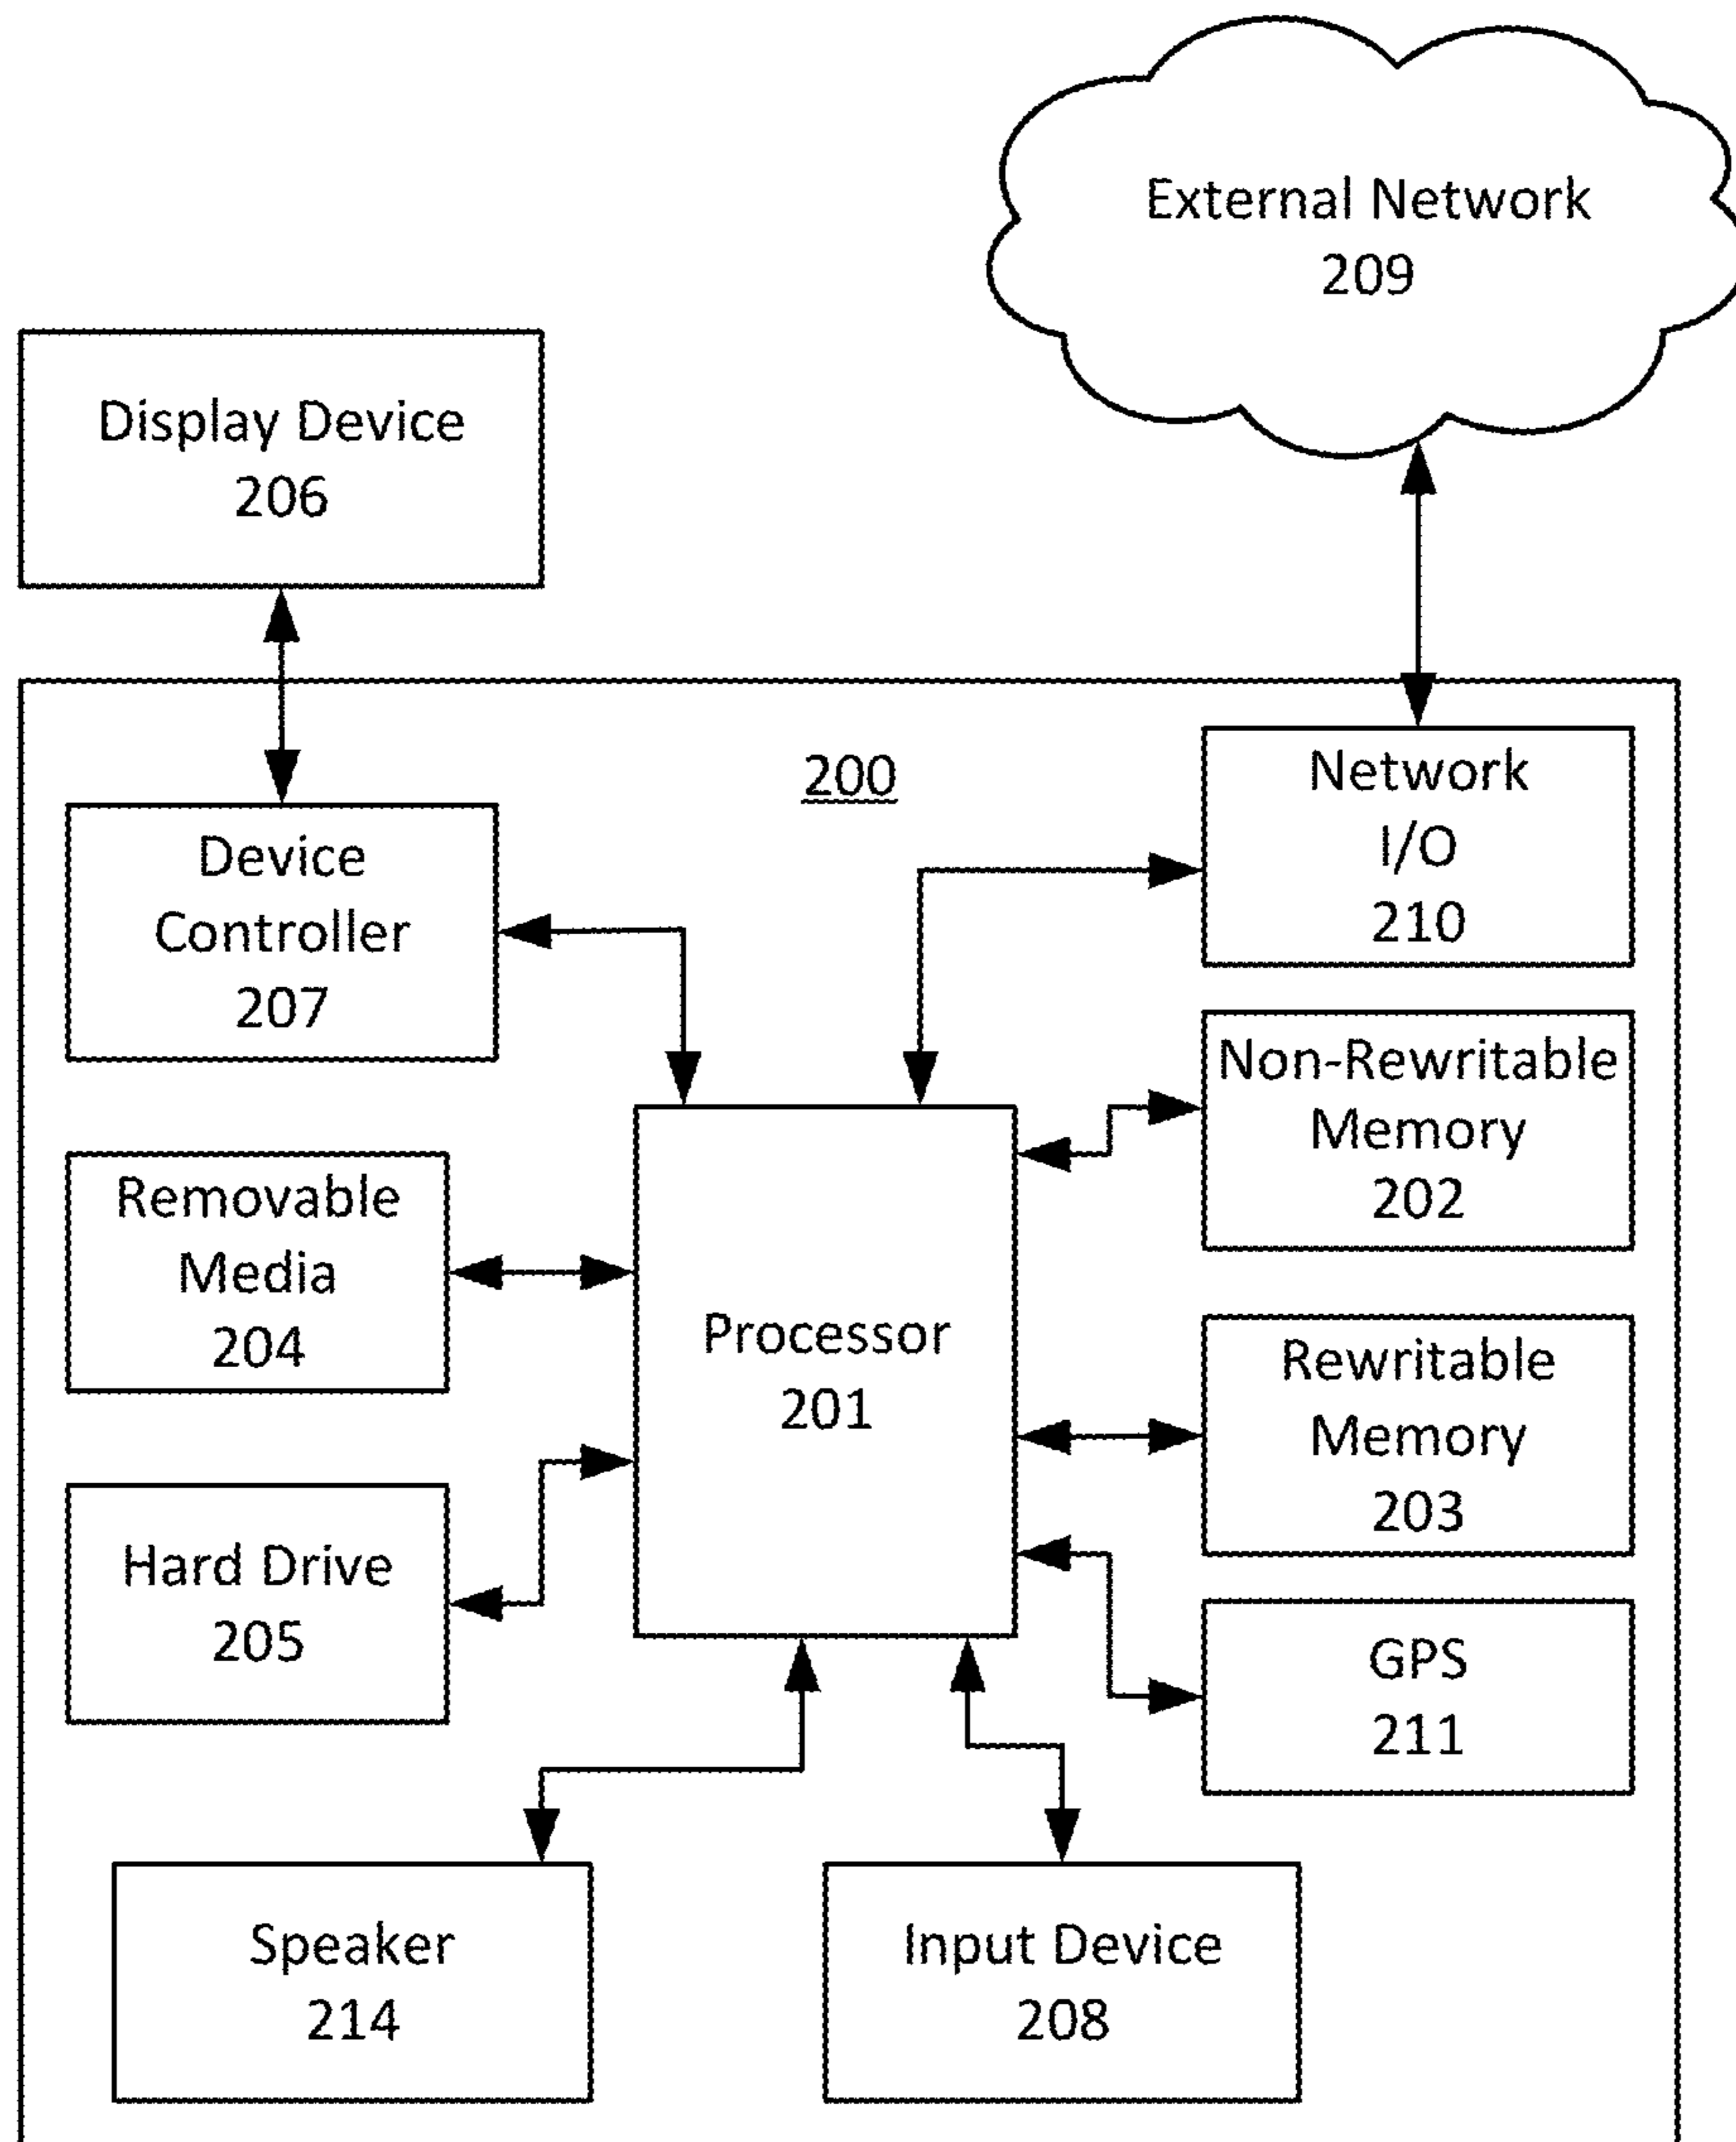 External Network
209
Display Device
206
200
Network
I/O
210
Device
Controller
207
Non-Rewritable
Memory
202
Removable
Media
204
Processor
201
Rewritable
Memory
203
Hard Drive
205
GPS
211
Speaker
214
Input Device
208